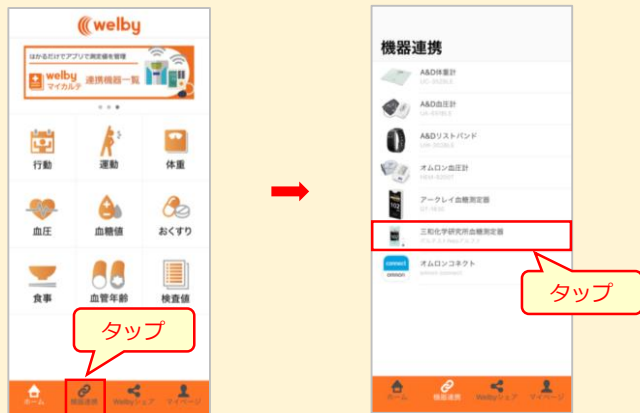 welby
はかるだけでアプリで測定値を管理
welby
マイカルテ
連携機器一覧
行動
運動
体重
血圧
血糖値
おくすり
食事
血管年齢
検査値
タップ
ホーム
機器連携
Welbyシェア
マイページ
機器連携
A&D体重計
UC-352BLE
A&D血圧計
UA-651BLE
A&Dリストバンド
UW-302BLE
オムロン血圧計
アークレイ血糖測定器
三和化学研究所血糖測定器
オムロンコネクト
omron connect
connect
omron
タップ
ホーム
機器連携
Welbyシェア
マイページ